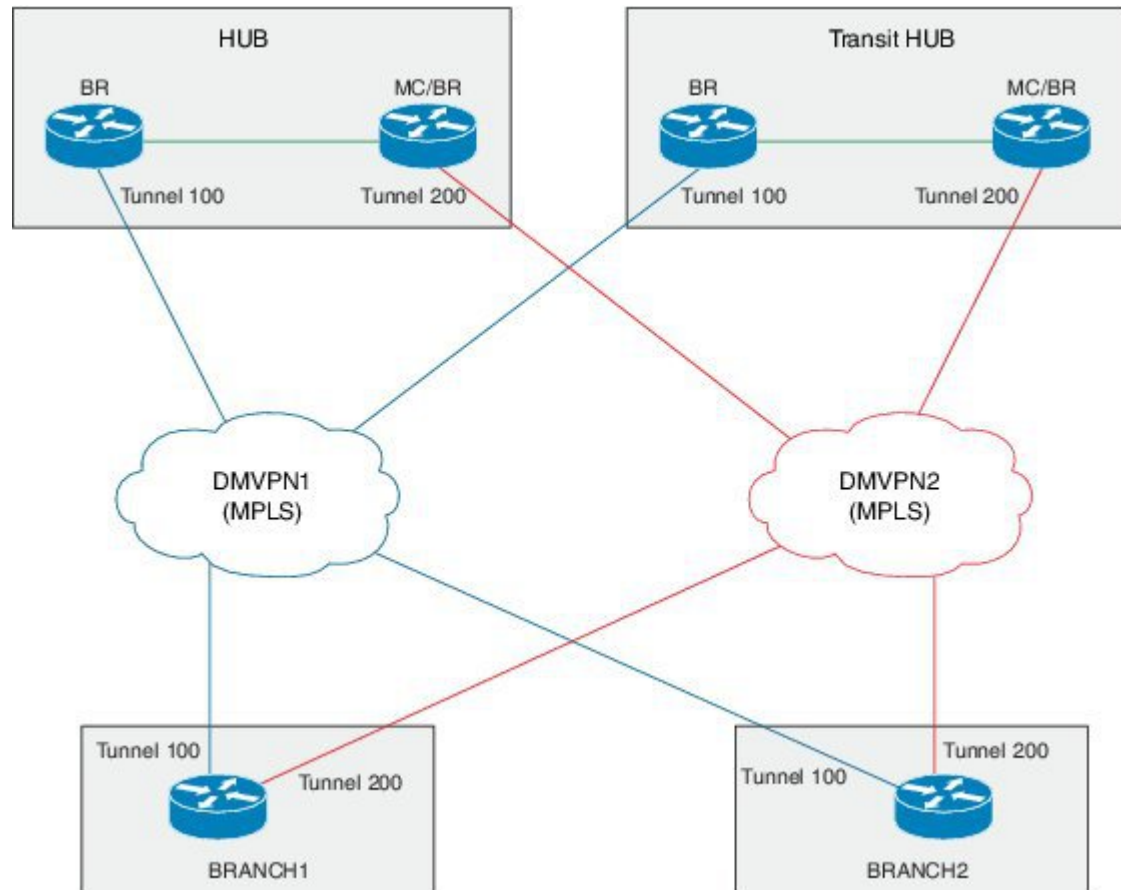 HUB
Transit HUB
BR
MC/BR
BR
MC/BR
Tunnel 100
Tunnel 200
Tunnel 100
Tunnel 200
DMVPN1
(MPLS)
DMVPN2
(MPLS)
Tunnel 100
Tunnel 200
Tunnel 200
Tunnel 100
BRANCH1
BRANCH2